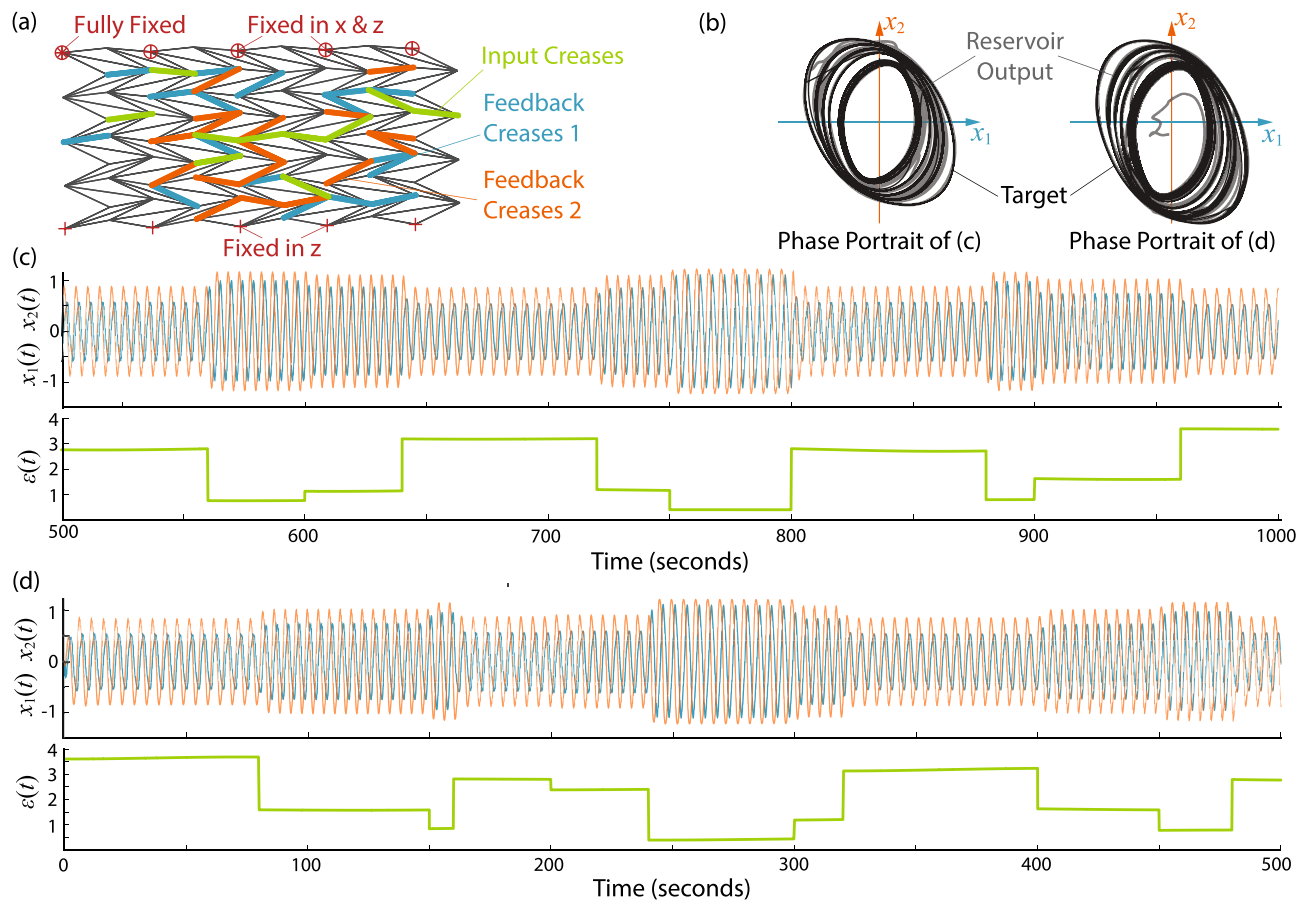 (a)
Fully Fixed
Fixed in x & z
Input Creases
Feedback
Creases 1
Feedback
Creases 2
Fixed in z
(b)
x₂
x₂
Reservoir
Output
x₁
x₁
Target
Phase Portrait of (c)
Phase Portrait of (d)
(c)
x₁(t) x₂(t)
1
0
-1
ε(t)
4
3
2
1
500
600
700
800
900
1000
Time (seconds)
(d)
x₁(t) x₂(t)
1
0
-1
ε(t)
4
3
2
1
0
100
200
300
400
500
Time (seconds)